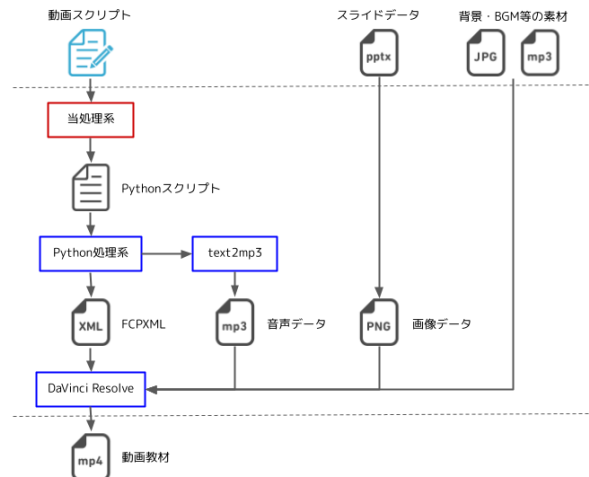 動画スクリプト
スライドデータ
背景・BGM等の素材
pptx
JPG
mp3
当処理系
Pythonスクリプト
Python処理系
text2mp3
XML
FCPXML
mp3
音声データ
PNG
画像データ
DaVinci Resolve
mp4
動画教材